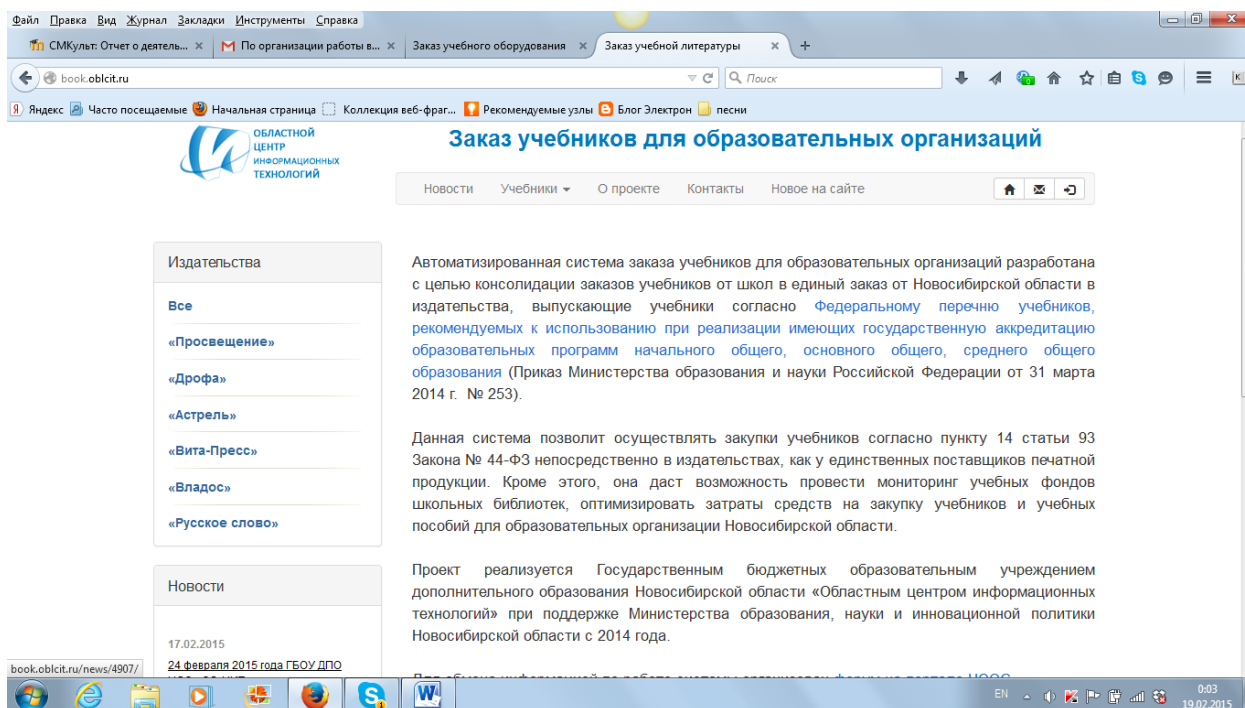 Файл Правка Вид Журнал Закладки Инструменты Справка
СМКульт: Отчет о деятель... По организации работы в... Заказ учебного оборудования Заказ учебной литературы
book.oblcit.ru Поиск
Яндекс Часто посещаемые Начальная страница Коллекция веб-фраг... Рекомендуемые узлы Блог Электрон песни
ОБЛАСТНОЙ
ЦЕНТР
ИНФОРМАЦИОННЫХ
ТЕХНОЛОГИЙ
Заказ учебников для образовательных организаций
Новости Учебники О проекте Контакты Новое на сайте
Издательства
Все
«Просвещение»
«Дрофа»
«Астрель»
«Вита-Пресс»
«Владос»
«Русское слово»
Новости
17.02.2015
24 февраля 2015 года ГБОУ ДПО
Автоматизированная система заказа учебников для образовательных организаций разработана
с целью консолидации заказов учебников от школ в единый заказ от Новосибирской области в
издательства, выпускающие учебники согласно Федеральному перечню учебников,
рекомендуемых к использованию при реализации имеющих государственную аккредитацию
образовательных программ начального общего, основного общего, среднего общего
образования (Приказ Министерства образования и науки Российской Федерации от 31 марта
2014 г. № 253).
Данная система позволит осуществлять закупки учебников согласно пункту 14 статьи 93
Закона № 44-ФЗ непосредственно в издательствах, как у единственных поставщиков печатной
продукции. Кроме этого, она даст возможность провести мониторинг учебных фондов
школьных библиотек, оптимизировать затраты средств на закупку учебников и учебных
пособий для образовательных организации Новосибирской области.
Проект реализуется Государственным бюджетных образовательным учреждением
дополнительного образования Новосибирской области «Областным центром информационных
технологий» при поддержке Министерства образования, науки и инновационной политики
Новосибирской области с 2014 года.
book.oblcit.ru/news/4907/
EN 0:03
19.02.2015